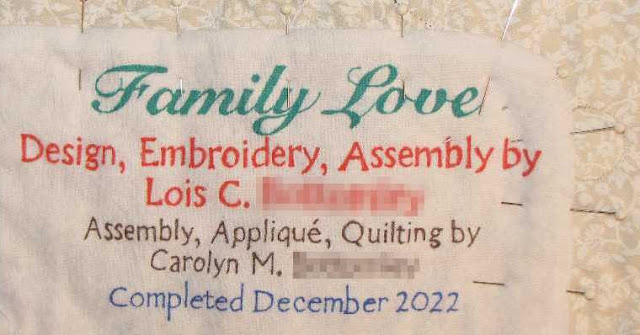 Family Love
Design, Embroidery, Assembly by
Lois C.
Assembly, Appliqué, Quilting by
Carolyn M.
Completed December 2022